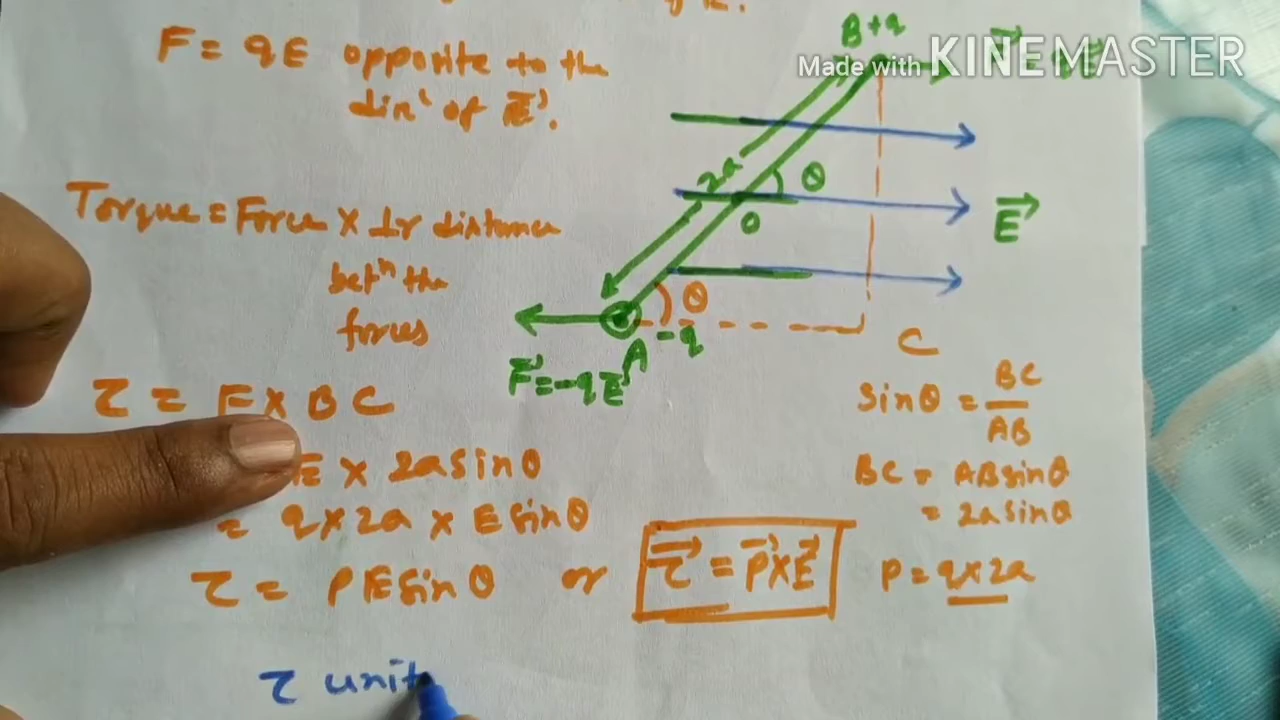 F = qE opposite to the
dirⁿ of E⃗.
B +q
Made with KINEMASTER
θ
2a
O
E⃗
Torque = Force × ⊥r distance
betⁿ the
forces
θ
A -q
C
F⃗ = -qE⃗
τ = F × BC
E × 2a sinθ
= q × 2a × E sinθ
τ = PE sinθ or τ⃗ = P⃗ × E⃗
P = q × 2a
sinθ = BC/AB
BC = AB sinθ
= 2a sinθ
τ unit